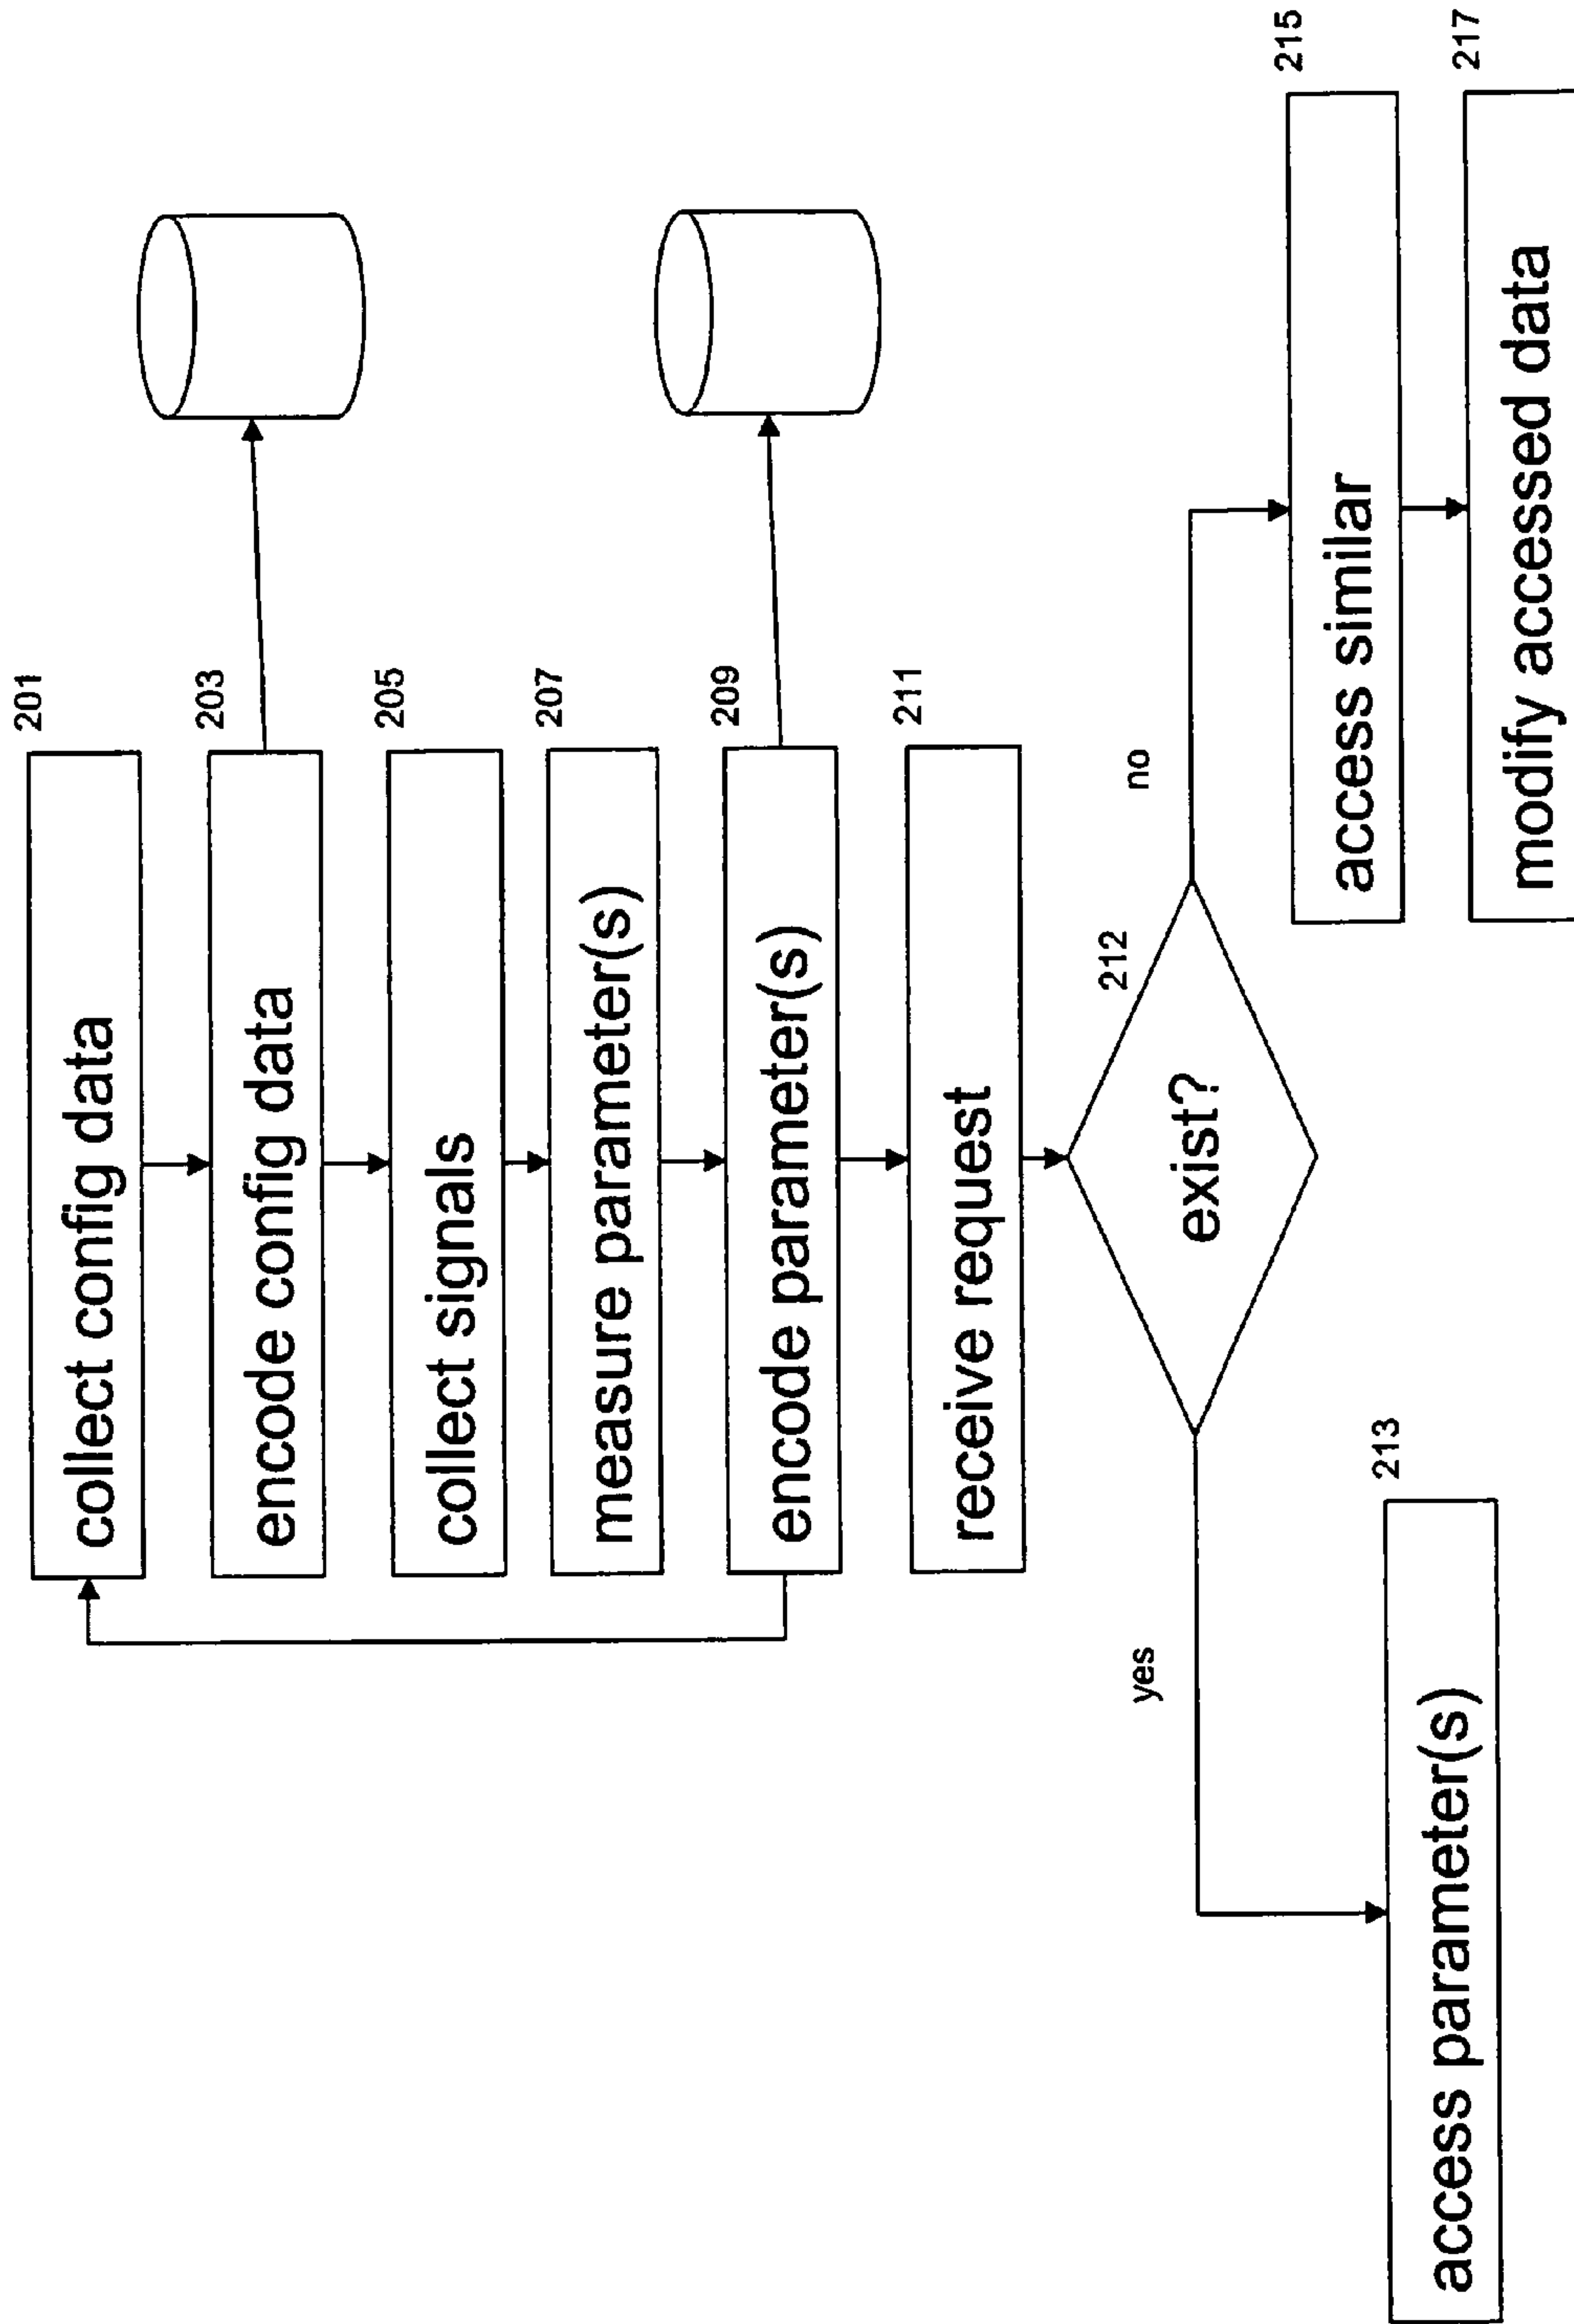 201
collect config data
203
encode config data
205
collect signals
207
measure parameter(s)
209
encode parameter(s)
211
receive request
212
exist?
yes
no
213
access parameter(s)
215
access similar
217
modify accessed data